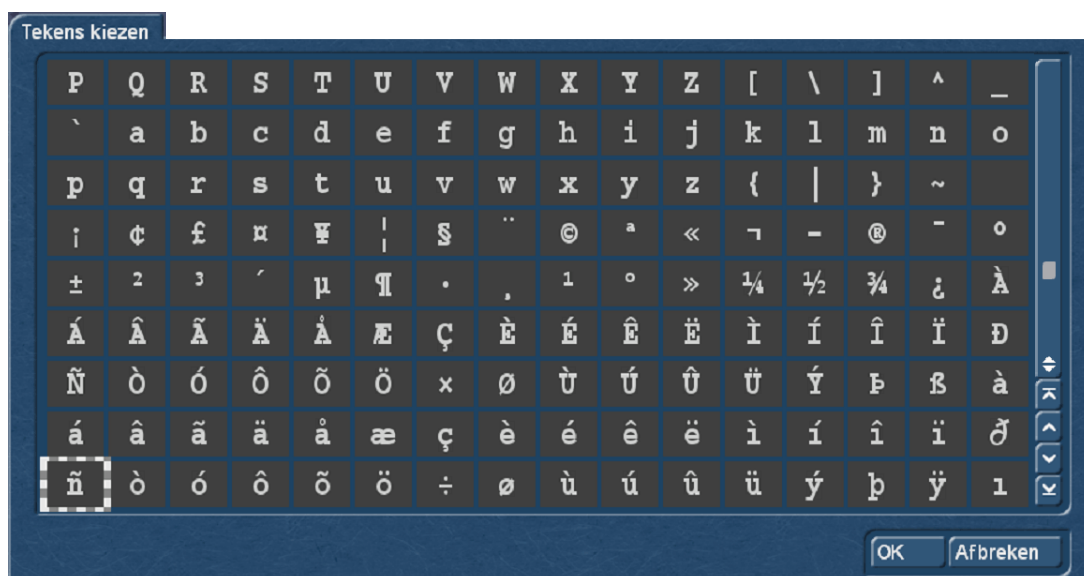 Tekens kiezen
P Q R S T U V W X Y Z [ \ ] ^ _
` a b c d e f g h i j k l m n o
p q r s t u v w x y z { | } ~
¡ ¢ £ ¤ ¥ ¦ § ¨ © ª « ¬ - ® ¯ °
± ² ³ ´ µ ¶ · ¸ ¹ º » ¼ ½ ¾ ¿ À
Á Â Ã Ä Å Æ Ç È É Ê Ë Ì Í Î Ï Ð
Ñ Ò Ó Ô Õ Ö × Ø Ù Ú Û Ü Ý Þ ß à
á â ã ä å æ ç è é ê ë ì í î ï ð
ñ ò ó ô õ ö ÷ ø ù ú û ü ý þ ÿ ı
OK Afbreken